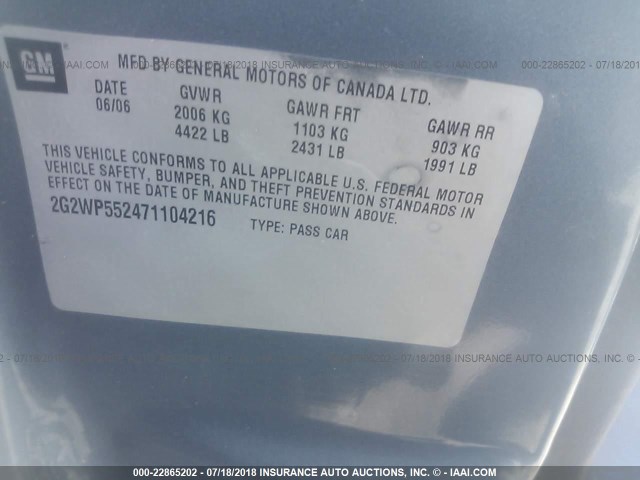 GM
MFD BY GENERAL MOTORS OF CANADA LTD.
DATE GVWR GAWR FRT GAWR RR
06/06 2006 KG 1103 KG 903 KG
4422 LB 2431 LB 1991 LB
THIS VEHICLE CONFORMS TO ALL APPLICABLE U.S. FEDERAL MOTOR
VEHICLE SAFETY, BUMPER, AND THEFT PREVENTION STANDARDS IN
EFFECT ON THE DATE OF MANUFACTURE SHOWN ABOVE.
2G2WP552471104216 TYPE: PASS CAR
000-22865202 - 07/18/2018 INSURANCE AUTO AUCTIONS, INC. © - IAAI.COM